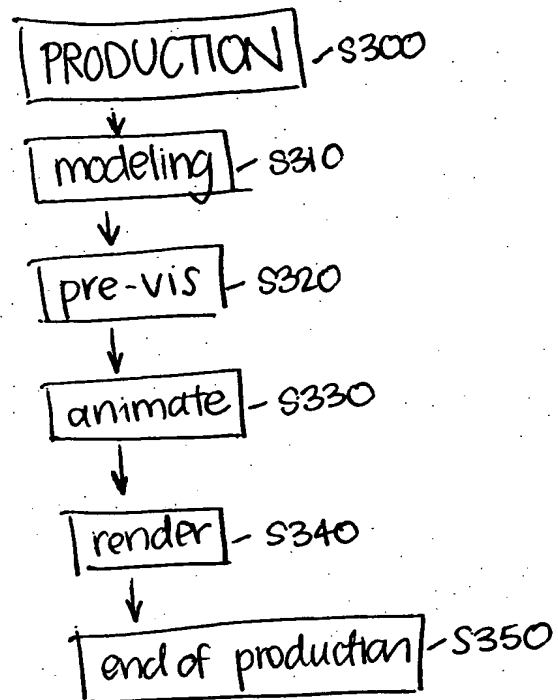 PRODUCTION S300
modeling S310
pre-vis S320
animate S330
render S340
end of production S350